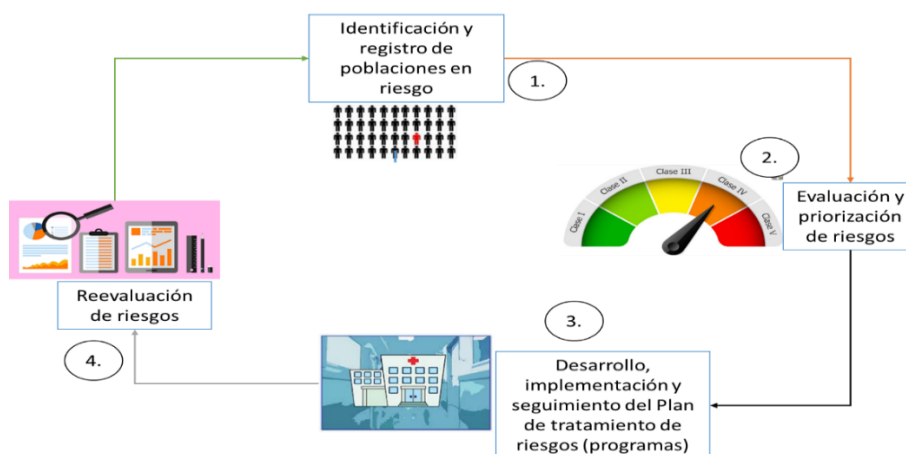 Identificación y
registro de
poblaciones en
riesgo
1.
2.
Clase I
Clase II
Clase III
Clase IV
Clase V
Evaluación y
priorización
de riesgos
3.
Desarrollo,
implementación y
seguimiento del Plan
de tratamiento de
riesgos (programas)
Reevaluación
de riesgos
4.